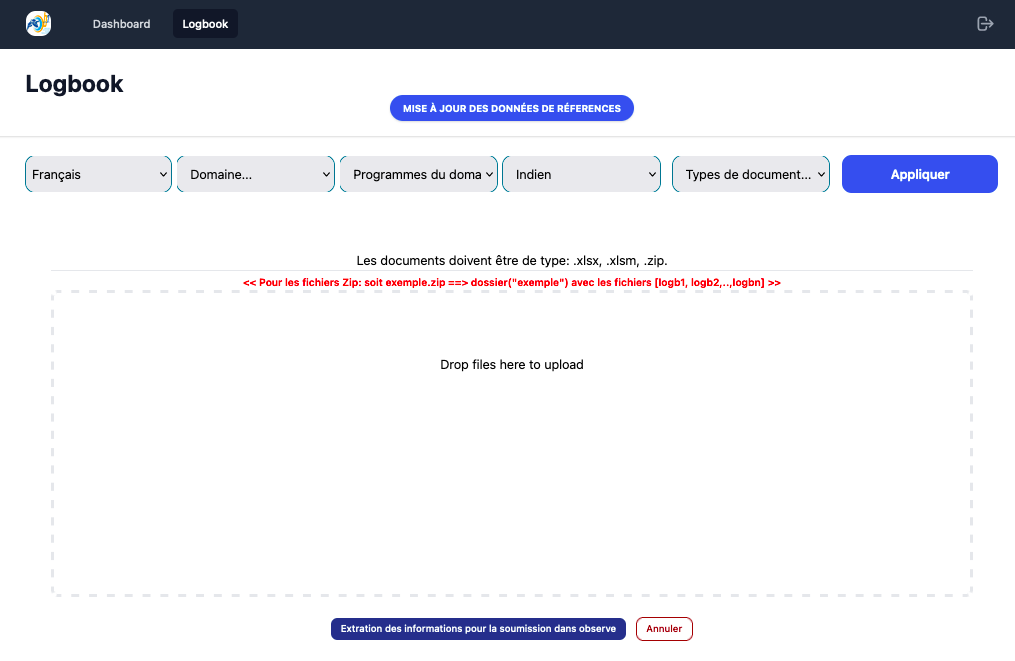 Dashboard
Logbook
Logbook
MISE À JOUR DES DONNÉES DE RÉFERENCES
Français
Domaine...
Programmes du doma
Indien
Types de document...
Appliquer
Les documents doivent être de type: .xlsx, .xlsm, .zip.
<< Pour les fichiers Zip: soit exemple.zip ==> dossier("exemple") avec les fichiers [logb1, logb2,..,logbn] >>
Drop files here to upload
Extration des informations pour la soumission dans observe
Annuler